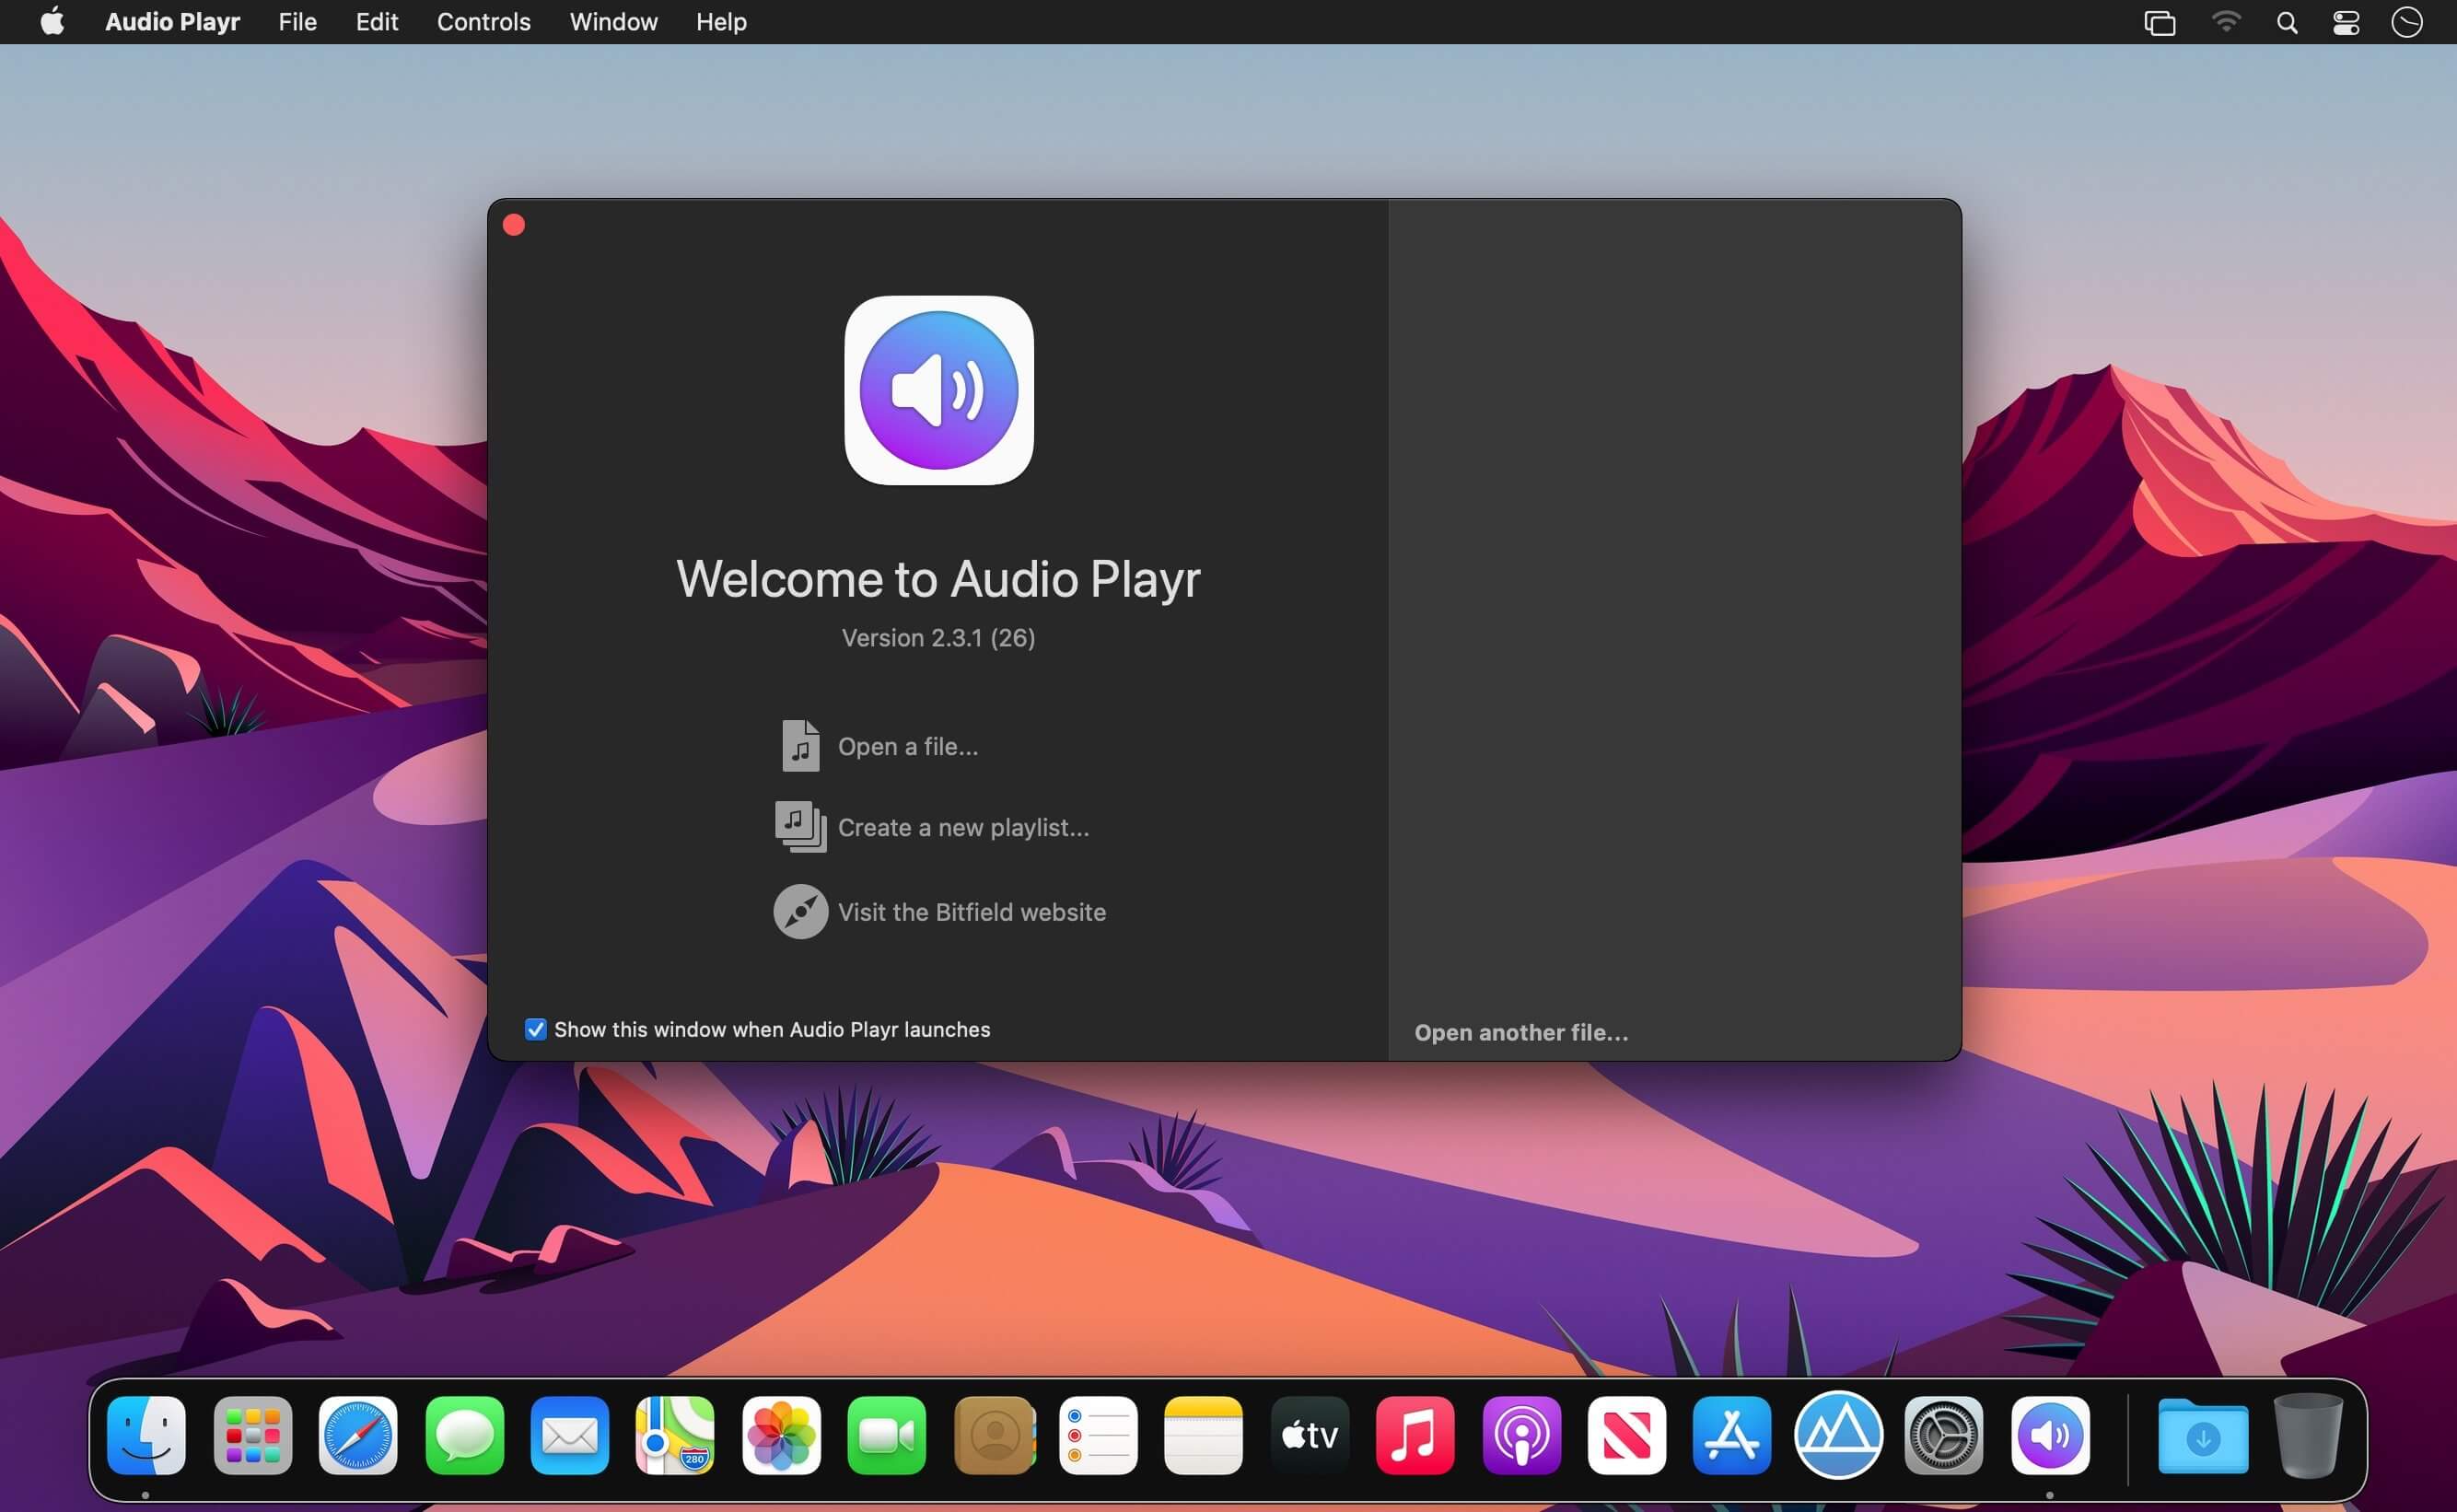 Audio Playr File Edit Controls Window Help
Welcome to Audio Playr
Version 2.3.1 (26)
Open a file...
Create a new playlist...
Visit the Bitfield website
Show this window when Audio Playr launches
Open another file...
280
tv